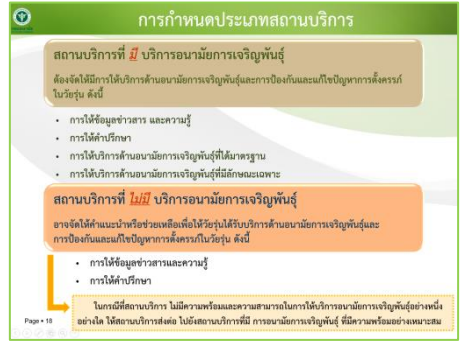 การกำหนดประเภทสถานบริการ
สถานบริการที่ มี บริการอนามัยการเจริญพันธุ์
ต้องจัดให้มีการให้บริการด้านอนามัยการเจริญพันธุ์และการป้องกันและแก้ไขปัญหาการตั้งครรภ์
ในวัยรุ่น ดังนี้
• การให้ข้อมูลข่าวสาร และความรู้
• การให้คำปรึกษา
• การให้บริการด้านอนามัยการเจริญพันธุ์ที่ได้มาตรฐาน
• การให้บริการด้านอนามัยการเจริญพันธุ์ที่มีลักษณะเฉพาะ
สถานบริการที่ ไม่มี บริการอนามัยการเจริญพันธุ์
อาจจัดให้คำแนะนำหรือช่วยเหลือเพื่อให้วัยรุ่นได้รับบริการด้านอนามัยการเจริญพันธุ์และ
การป้องกันและแก้ไขปัญหาการตั้งครรภ์ในวัยรุ่น ดังนี้
• การให้ข้อมูลข่าวสารและความรู้
• การให้คำปรึกษา
ในกรณีที่สถานบริการ ไม่มีความพร้อมและความสามารถในการให้บริการอนามัยการเจริญพันธุ์อย่างหนึ่ง
อย่างใด ให้สถานบริการส่งต่อ ไปยังสถานบริการที่มี การอนามัยการเจริญพันธุ์ ที่มีความพร้อมอย่างเหมาะสม
Page ▪ 18